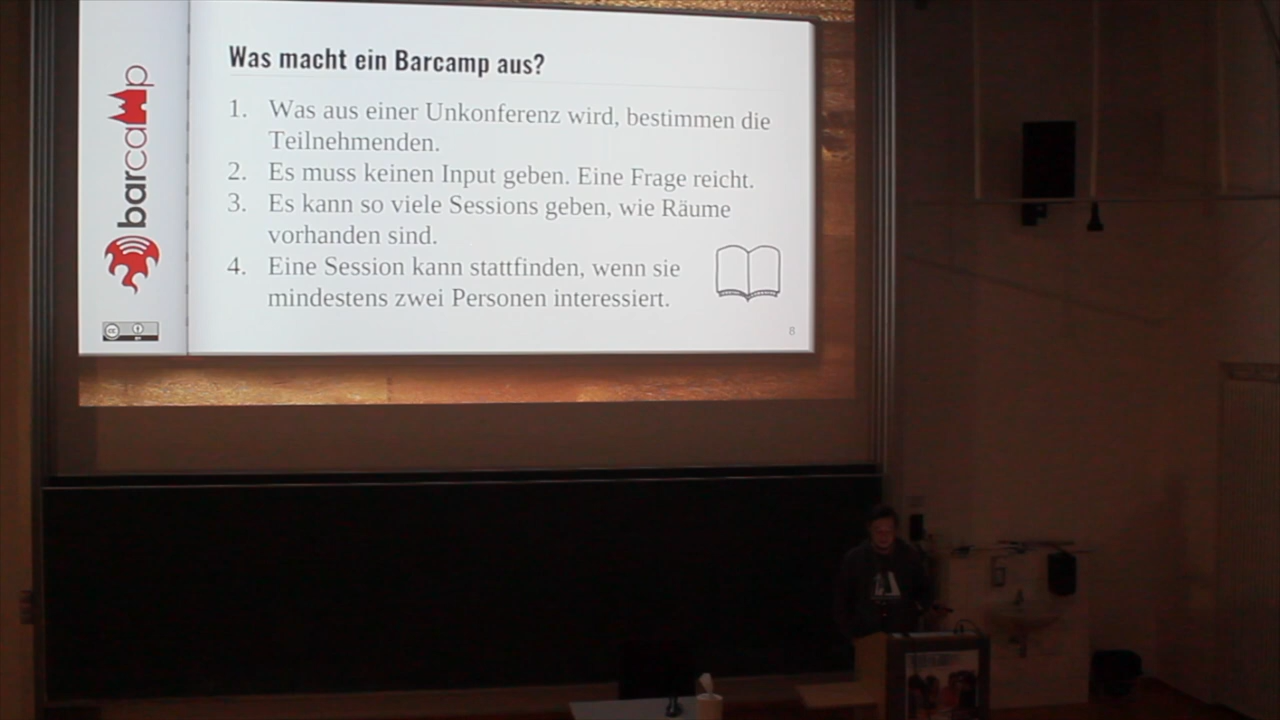 Was macht ein Barcamp aus?
1. Was aus einer Unkonferenz wird, bestimmen die
Teilnehmenden.
2. Es muss keinen Input geben. Eine Frage reicht.
3. Es kann so viele Sessions geben, wie Räume
vorhanden sind.
4. Eine Session kann stattfinden, wenn sie
mindestens zwei Personen interessiert.
barcamp
cc
BY
8